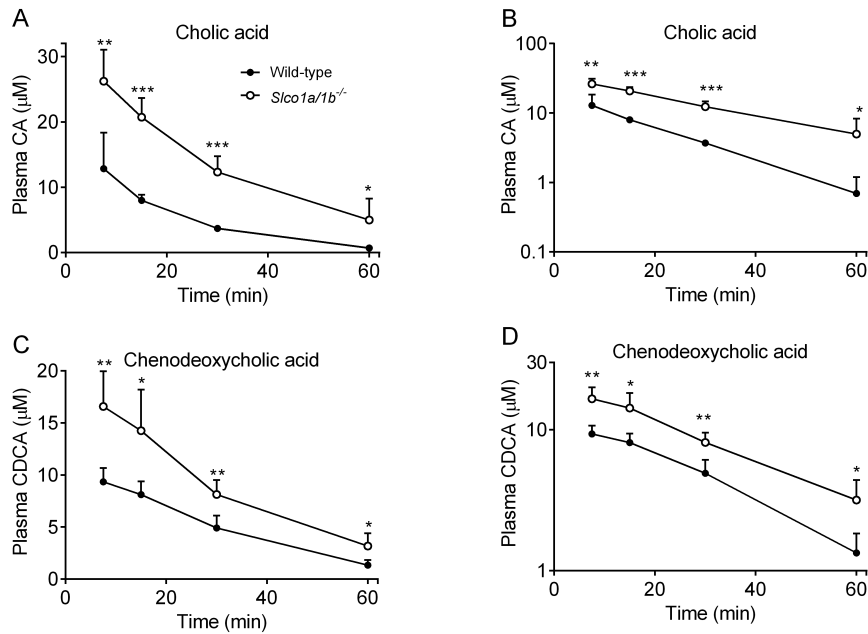 A
Cholic acid
**
***
***
*
Wild-type
Slco1a/1b-/-
Plasma CA (μM)
30
20
10
0
0 20 40 60
Time (min)
B
Cholic acid
**
***
***
*
Plasma CA (μM)
100
10
1
0.1
0 20 40 60
Time (min)
C
Chenodeoxycholic acid
**
*
**
*
Plasma CDCA (μM)
20
15
10
5
0
0 20 40 60
Time (min)
D
Chenodeoxycholic acid
**
*
**
*
Plasma CDCA (μM)
30
10
1
0 20 40 60
Time (min)